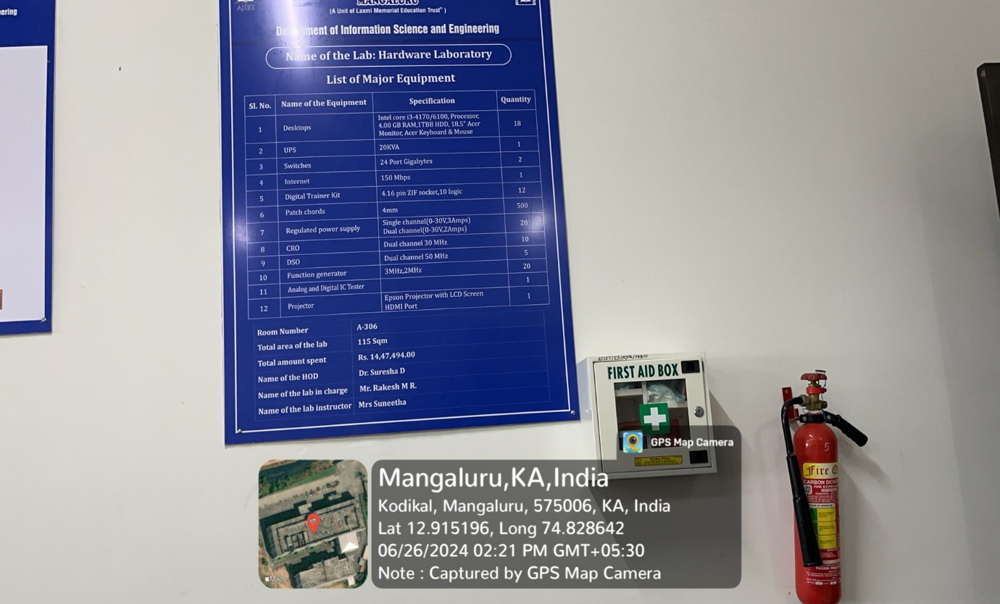 eering
AJIET
MANGALURU
(A Unit of Laxmi Memorial Education Trust®)
Department of Information Science and Engineering
Name of the Lab: Hardware Laboratory
List of Major Equipment
Sl. No. Name of the Equipment Specification Quantity
1 Desktops Intel core i3-4170/6100, Processor, 4.00 GB RAM,1TBB HDD, 18.5" Acer Monitor, Acer Keyboard & Mouse 18
2 UPS 20KVA 1
3 Switches 24 Port Gigabytes 2
4 Internet 150 Mbps 1
5 Digital Trainer Kit 4.16 pin ZIF socket,10 logic 12
6 Patch chords 4mm 500
7 Regulated power supply Single channel(0-30V,3Amps) Dual channel(0-30V,2Amps) 20
8 CRO Dual channel 30 MHz 10
9 DSO Dual channel 50 MHz 5
10 Function generator 3MHz,2MHz 20
11 Analog and Digital IC Tester 1
12 Projector Epson Projector with LCD Screen HDMI Port 1
Room Number A-306
Total area of the lab 115 Sqm
Total amount spent Rs. 14,47,494.00
Name of the HOD Dr. Suresha D
Name of the lab in charge Mr. Rakesh M R.
Name of the lab instructor Mrs Suneetha
AJIET/IS/A306/FAB01
FIRST AID BOX
Usha Fire
5
Fire
CARBON DIOXIDE
FIRE EXTINGUISHER
GPS Map Camera
Mangaluru,KA,India
Kodikal, Mangaluru, 575006, KA, India
Lat 12.915196, Long 74.828642
06/26/2024 02:21 PM GMT+05:30
Note : Captured by GPS Map Camera
Maps